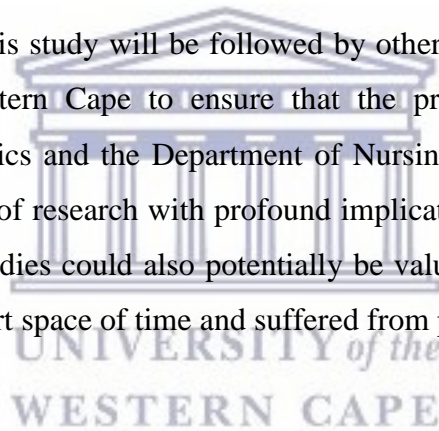 is study will be followed by other
tern Cape to ensure that the pr
ics and the Department of Nursin
of research with profound implicat
dies could also potentially be valu
rt space of time and suffered from p
UNIVERSITY of the
WESTERN CAPE